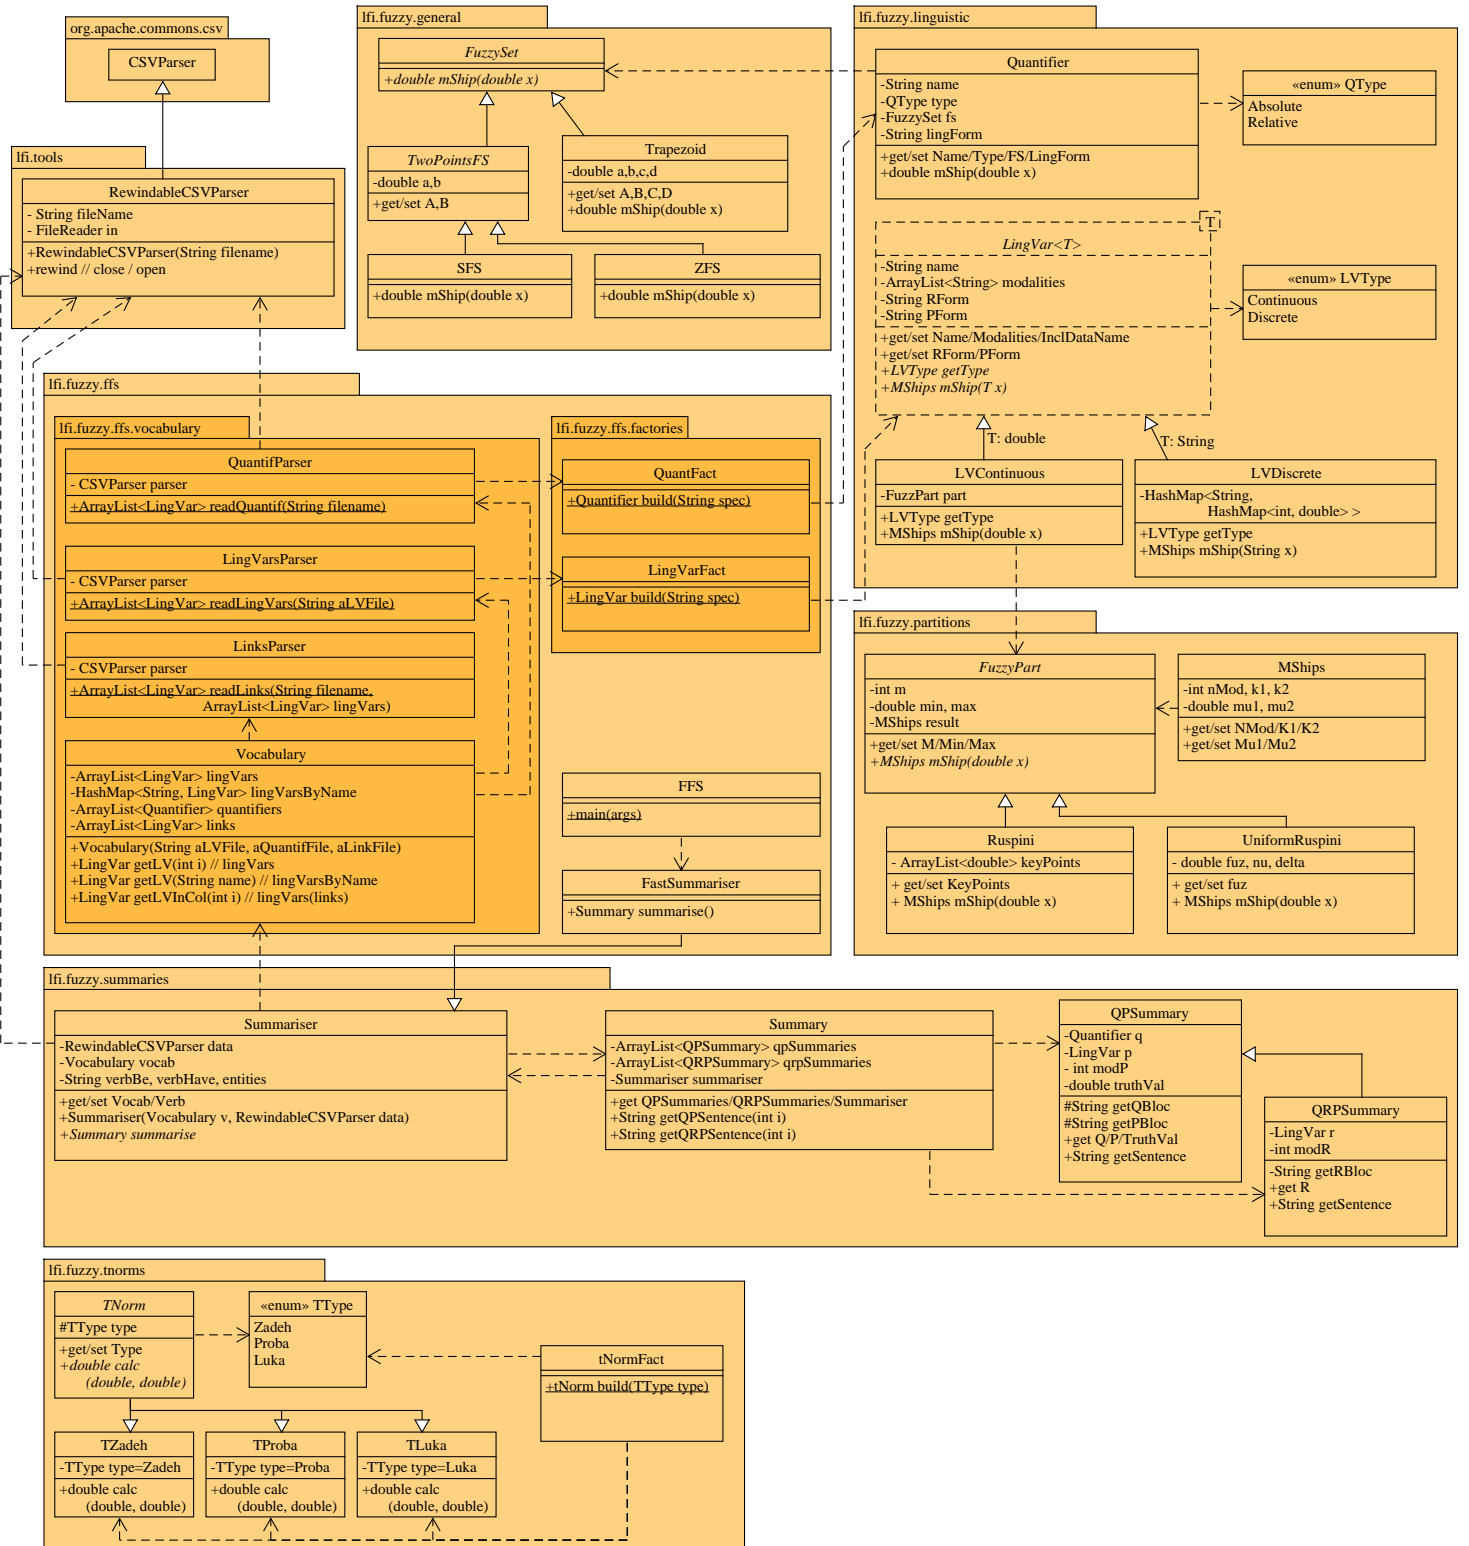 org.apache.commons.csv
CSVParser
lfi.tools
RewindableCSVParser
- String fileName
- FileReader in
+RewindableCSVParser(String filename)
+rewind // close / open
lfi.fuzzy.general
FuzzySet
+double mShip(double x)
TwoPointsFS
-double a,b
+get/set A,B
Trapezoid
-double a,b,c,d
+get/set A,B,C,D
+double mShip(double x)
SFS
+double mShip(double x)
ZFS
+double mShip(double x)
lfi.fuzzy.linguistic
Quantifier
-String name
-QType type
-FuzzySet fs
-String lingForm
+get/set Name/Type/FS/LingForm
+double mShip(double x)
«enum» QType
Absolute
Relative
T
LingVar<T>
-String name
-ArrayList<String> modalities
-String RForm
-String PForm
+get/set Name/Modalities/InclDataName
+get/set RForm/PForm
+LVType getType
+MShips mShip(T x)
«enum» LVType
Continuous
Discrete
T: double
T: String
LVContinuous
-FuzzPart part
+LVType getType
+MShips mShip(double x)
LVDiscrete
-HashMap<String,
HashMap<int, double> >
+LVType getType
+MShips mShip(String x)
lfi.fuzzy.ffs
lfi.fuzzy.ffs.vocabulary
QuantifParser
- CSVParser parser
+ArrayList<LingVar> readQuantif(String filename)
LingVarsParser
- CSVParser parser
+ArrayList<LingVar> readLingVars(String aLVFile)
LinksParser
- CSVParser parser
+ArrayList<LingVar> readLinks(String filename,
ArrayList<LingVar> lingVars)
Vocabulary
-ArrayList<LingVar> lingVars
-HashMap<String, LingVar> lingVarsByName
-ArrayList<Quantifier> quantifiers
-ArrayList<LingVar> links
+Vocabulary(String aLVFile, aQuantifFile, aLinkFile)
+LingVar getLV(int i) // lingVars
+LingVar getLV(String name) // lingVarsByName
+LingVar getLVInCol(int i) // lingVars(links)
lfi.fuzzy.ffs.factories
QuantFact
+Quantifier build(String spec)
LingVarFact
+LingVar build(String spec)
FFS
+main(args)
FastSummariser
+Summary summarise()
lfi.fuzzy.partitions
FuzzyPart
-int m
-double min, max
-MShips result
+get/set M/Min/Max
+MShips mShip(double x)
MShips
-int nMod, k1, k2
-double mu1, mu2
+get/set NMod/K1/K2
+get/set Mu1/Mu2
Ruspini
- ArrayList<double> keyPoints
+ get/set KeyPoints
+ MShips mShip(double x)
UniformRuspini
- double fuz, nu, delta
+ get/set fuz
+ MShips mShip(double x)
lfi.fuzzy.summaries
Summariser
-RewindableCSVParser data
-Vocabulary vocab
-String verbBe, verbHave, entities
+get/set Vocab/Verb
+Summariser(Vocabulary v, RewindableCSVParser data)
+Summary summarise
Summary
-ArrayList<QPSummary> qpSummaries
-ArrayList<QRPSummary> qrpSummaries
-Summariser summariser
+get QPSummaries/QRPSummaries/Summariser
+String getQPSentence(int i)
+String getQRPSentence(int i)
QPSummary
-Quantifier q
-LingVar p
- int modP
-double truthVal
#String getQBloc
#String getPBloc
+get Q/P/TruthVal
+String getSentence
QRPSummary
-LingVar r
-int modR
-String getRBloc
+get R
+String getSentence
lfi.fuzzy.tnorms
TNorm
#TType type
+get/set Type
+double calc
(double, double)
«enum» TType
Zadeh
Proba
Luka
tNormFact
+tNorm build(TType type)
TZadeh
-TType type=Zadeh
+double calc
(double, double)
TProba
-TType type=Proba
+double calc
(double, double)
TLuka
-TType type=Luka
+double calc
(double, double)